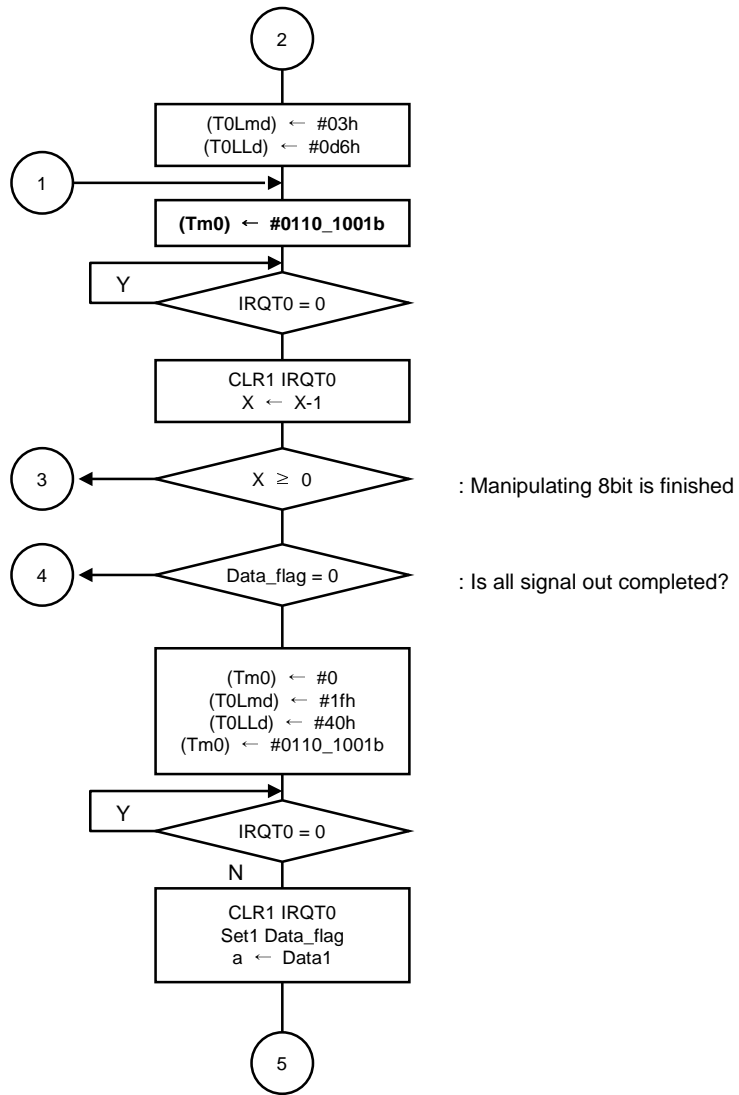 2
(T0Lmd) ← #03h
(T0LLd) ← #0d6h
1
(Tm0) ← #0110_1001b
Y
IRQT0 = 0
CLR1 IRQT0
X ← X-1
3
X ≥ 0
: Manipulating 8bit is finished
4
Data_flag = 0
: Is all signal out completed?
(Tm0) ← #0
(T0Lmd) ← #1fh
(T0LLd) ← #40h
(Tm0) ← #0110_1001b
Y
IRQT0 = 0
N
CLR1 IRQT0
Set1 Data_flag
a ← Data1
5